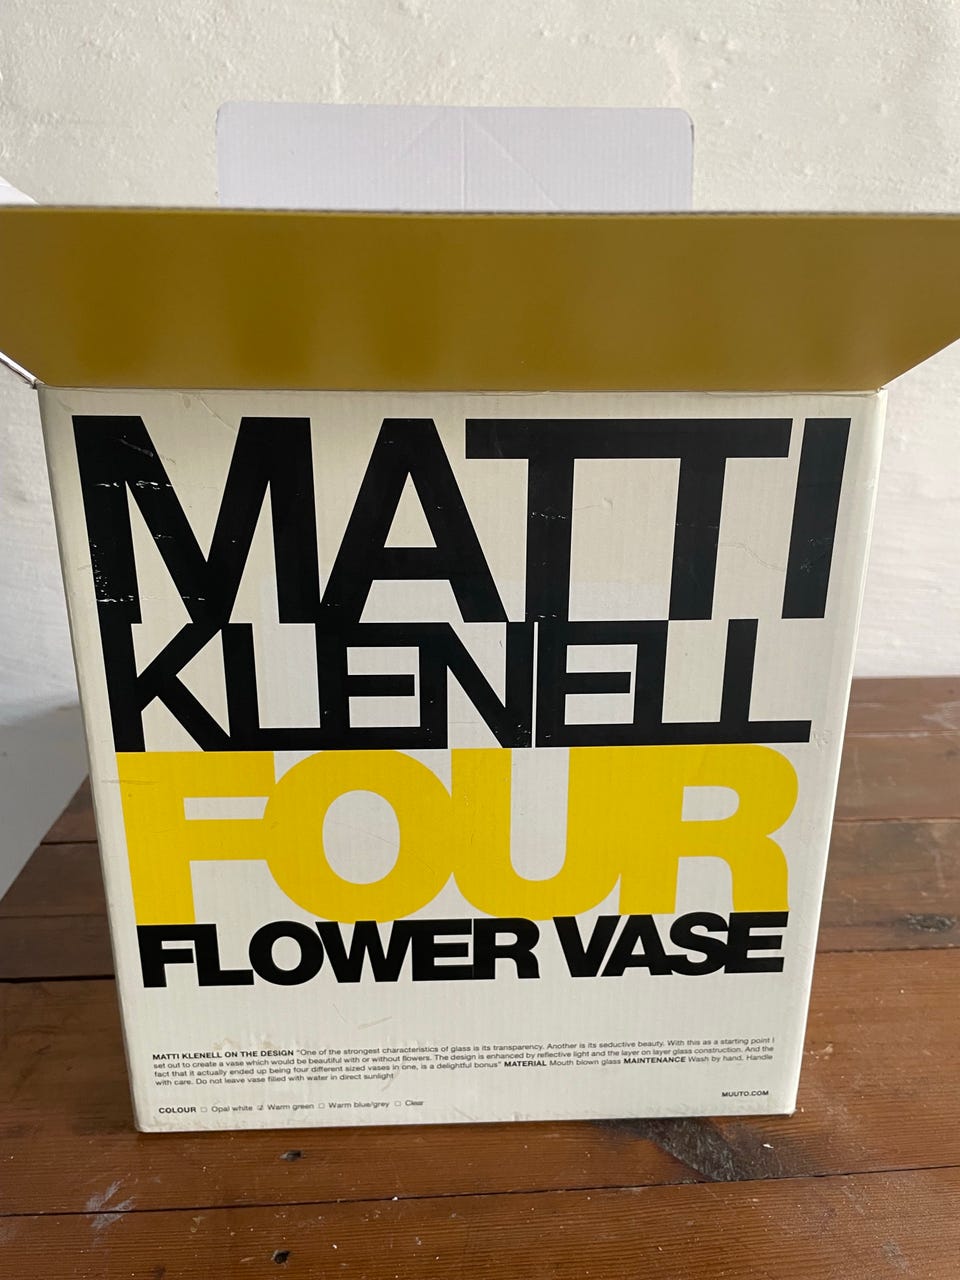 MATTI
KLENELL
FOUR
FLOWER VASE
MATTI KLENELL ON THE DESIGN "One of the strongest characteristics of glass is its transparency. Another is its seductive beauty. With this as a starting point I
set out to create a vase which would be beautiful with or without flowers. The design is enhanced by reflective light and the layer on layer glass construction. And the
fact that it actually ended up being four different sized vases in one, is a delightful bonus" MATERIAL Mouth blown glass MAINTENANCE Wash by hand. Handle
with care. Do not leave vase filled with water in direct sunlight
COLOUR ☐ Opal white ☑ Warm green ☐ Warm blue/grey ☐ Clear
MUUTO.COM